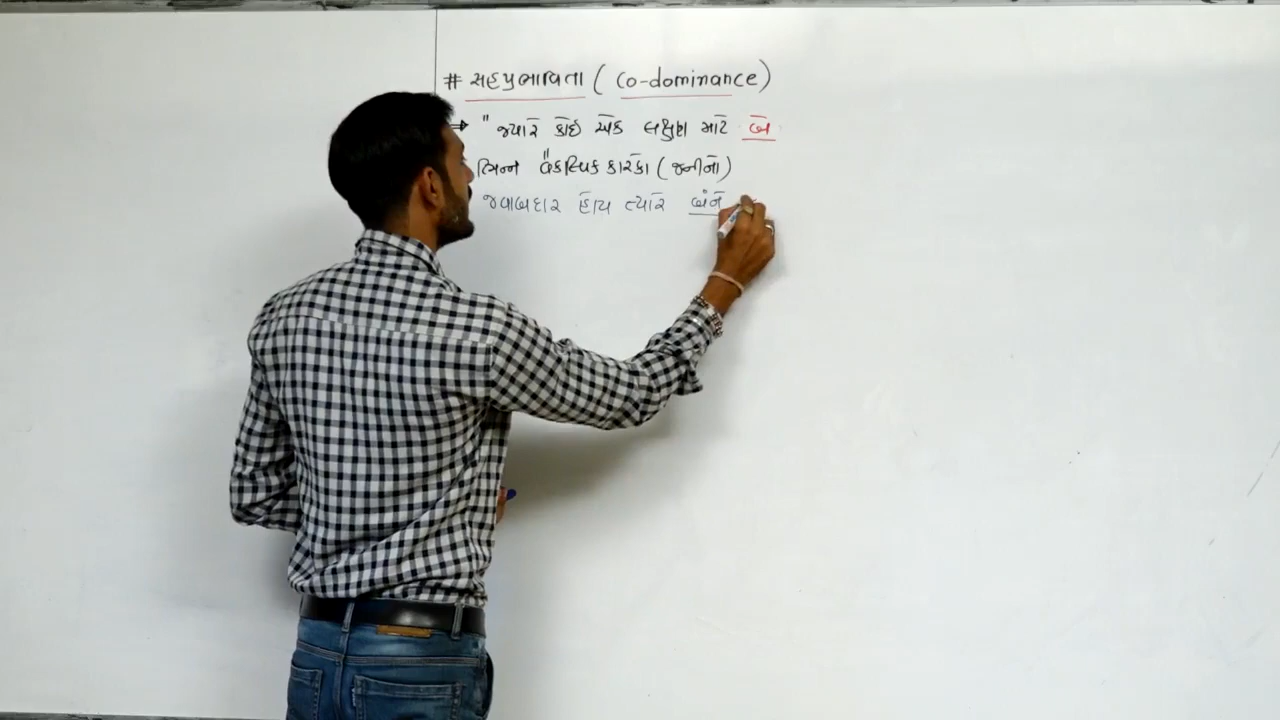 # સહપ્રભાવિતા ( Co-dominance)
⇒ "જ્યારે કોઈ એક લક્ષણ માટે બે
ભિન્ન "વૈકલ્પિક કારકો (જનીનો)
જવાબદાર હોય ત્યારે બંને